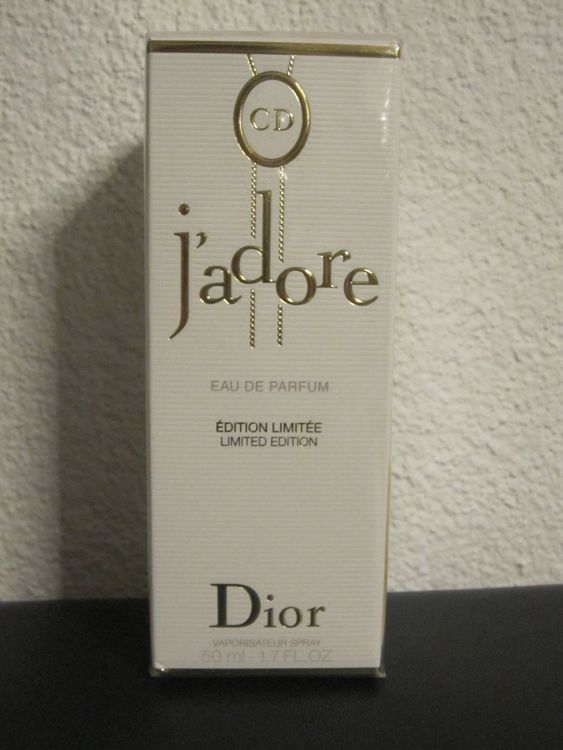 CD
j'adore
EAU DE PARFUM
ÉDITION LIMITÉE
LIMITED EDITION
Dior
VAPORISATEUR SPRAY
50 ml - 1.7 FL.OZ